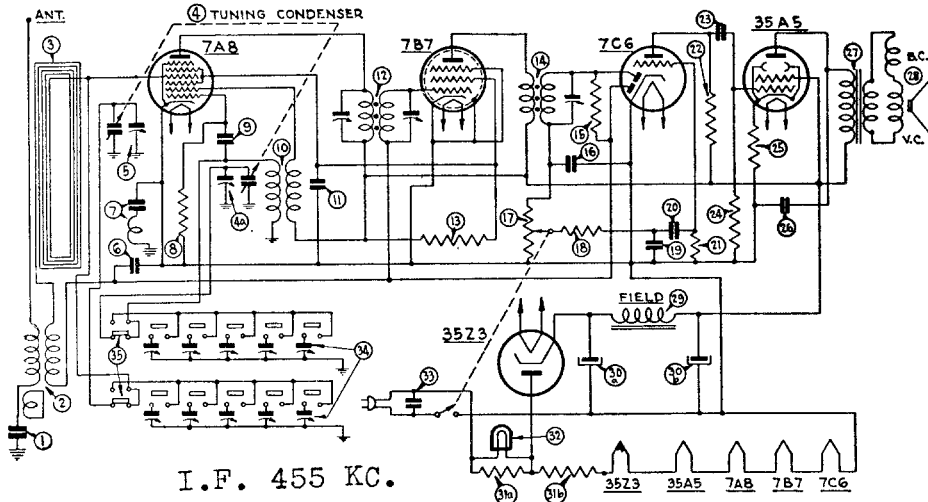 ANT.
④ TUNING CONDENSER
③
7A8
7B7
7C6
35A5
23
22
27
B.C.
28
V.C.
12
14
5
9
10
15
16
7
4a
11
25
6
8
13
17
18
20
19
21
24
26
FIELD 29
35Z3
35
34
33
30a
30b
2
1
32
31a
31b
35Z3 35A5 7A8 7B7 7C6
I.F. 455 KC.